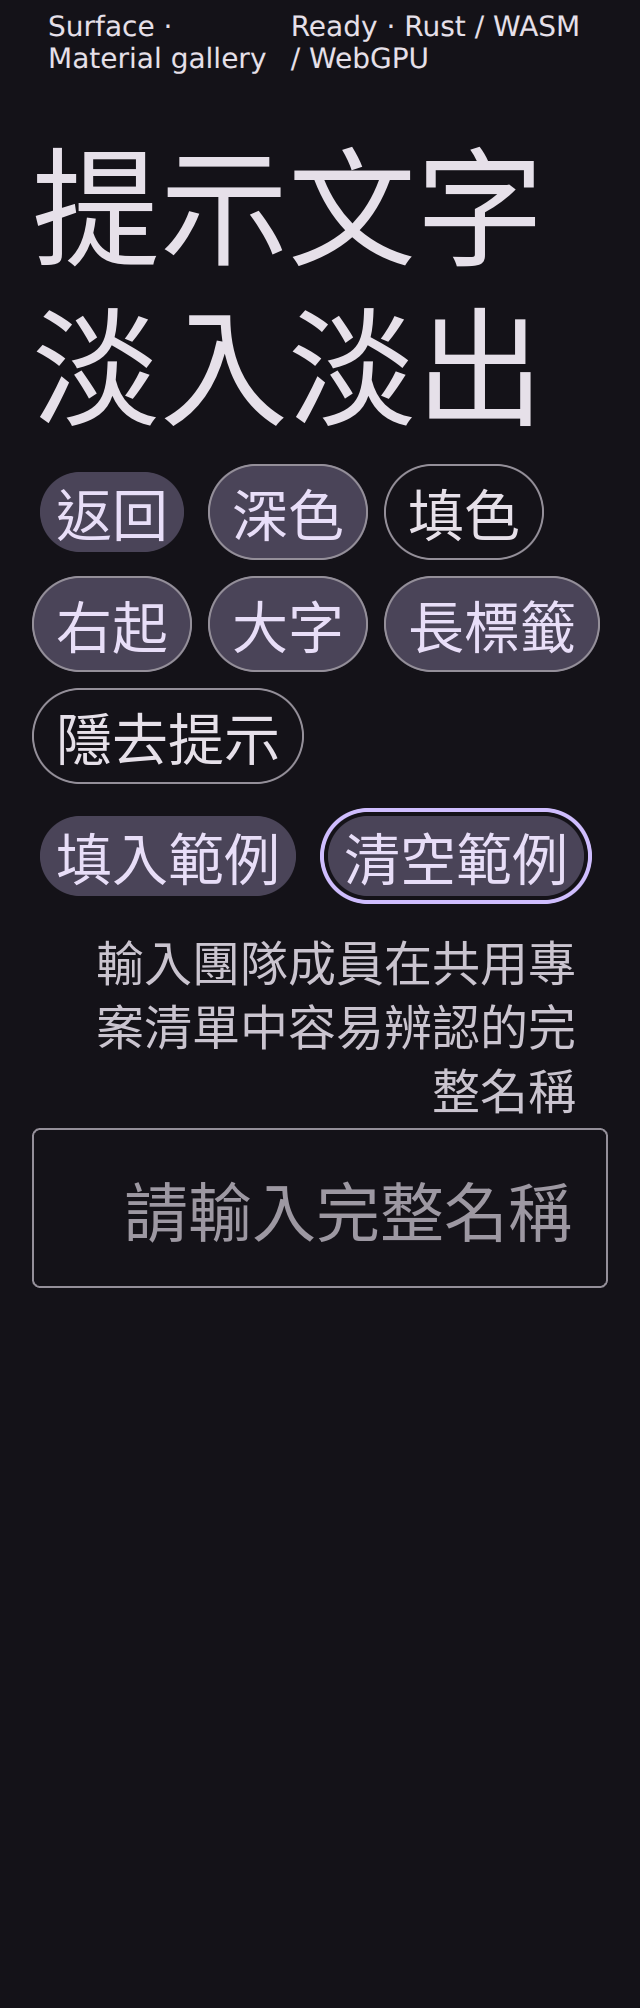 Surface ·
Material gallery
Ready · Rust / WASM
/ WebGPU
提示文字
淡入淡出
返回 深色 填色
右起 大字 長標籤
隱去提示
填入範例 清空範例
輸入團隊成員在共用專
案清單中容易辨認的完
整名稱
請輸入完整名稱